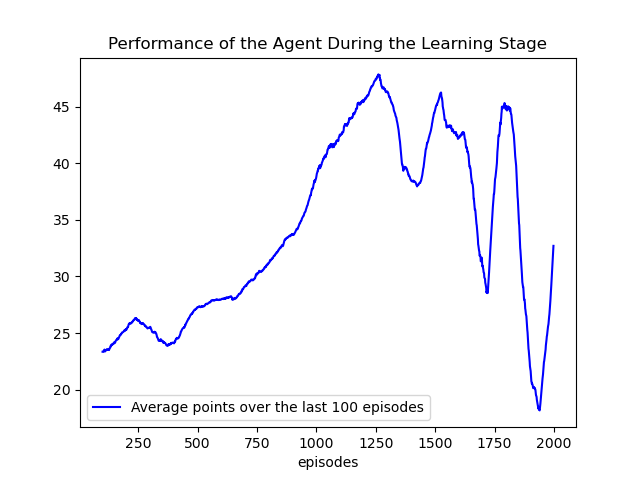 Performance of the Agent During the Learning Stage
45
40
35
30
25
20
Average points over the last 100 episodes
250 500 750 1000 1250 1500 1750 2000
episodes